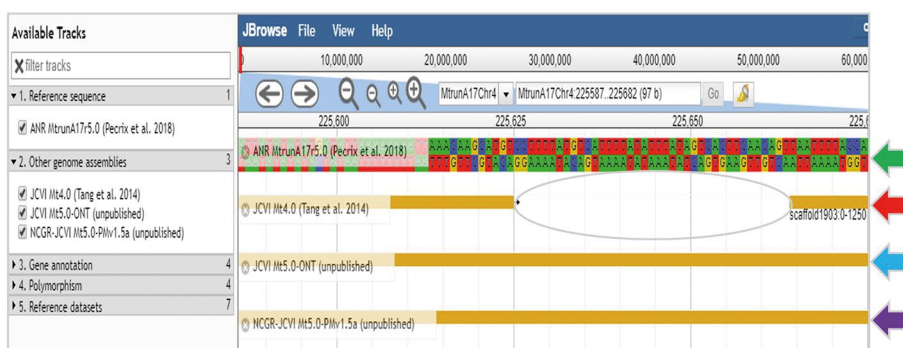 Available Tracks
filter tracks
1. Reference sequence 1
ANR MtrunA17r5.0 (Pecrix et al. 2018)
2. Other genome assemblies 3
JCVI Mt4.0 (Tang et al. 2014)
JCVI Mt5.0-ONT (unpublished)
NCGR-JCVI Mt5.0-PMv1.5a (unpublished)
3. Gene annotation 4
4. Polymorphism 4
5. Reference datasets 7
JBrowse File View Help
10,000,000 20,000,000 30,000,000 40,000,000 50,000,000 60,000
MtrunA17Chr4 MtrunA17Chr4:225587..225682 (97 b) Go
225,600 225,625 225,650
ANR MtrunA17r5.0 (Pecrix et al. 2018)
JCVI Mt4.0 (Tang et al. 2014)
scaffold1903:0-1250
JCVI Mt5.0-ONT (unpublished)
NCGR-JCVI Mt5.0-PMv1.5a (unpublished)